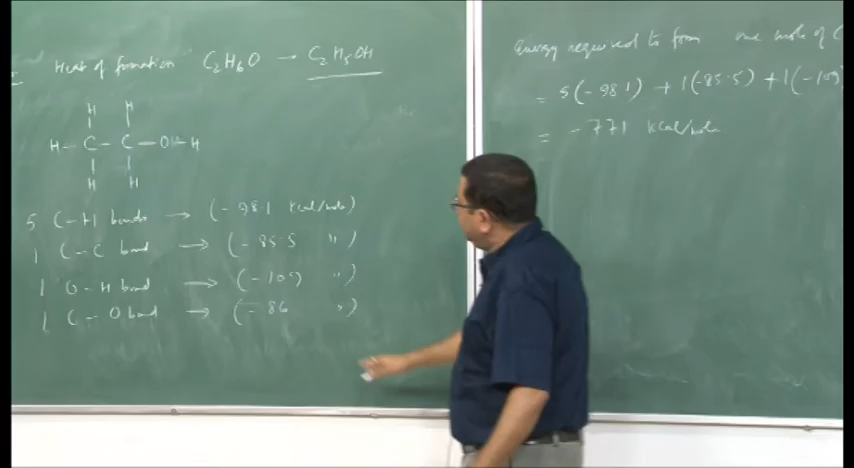 Heat of formation C₂H₆O → C₂H₅OH
H H
H - C - C - OH - H
H H
5 C-H bonds → (-98.1 Kcal/mole)
1 C-C bond → (-85.5 " )
1 O-H bond → (-109 " )
1 C-O bond → (-86 " )
Energy required to form one mole of C
= 5(-98.1) + 1(-85.5) + 1(-109)
= -771 Kcal/mole